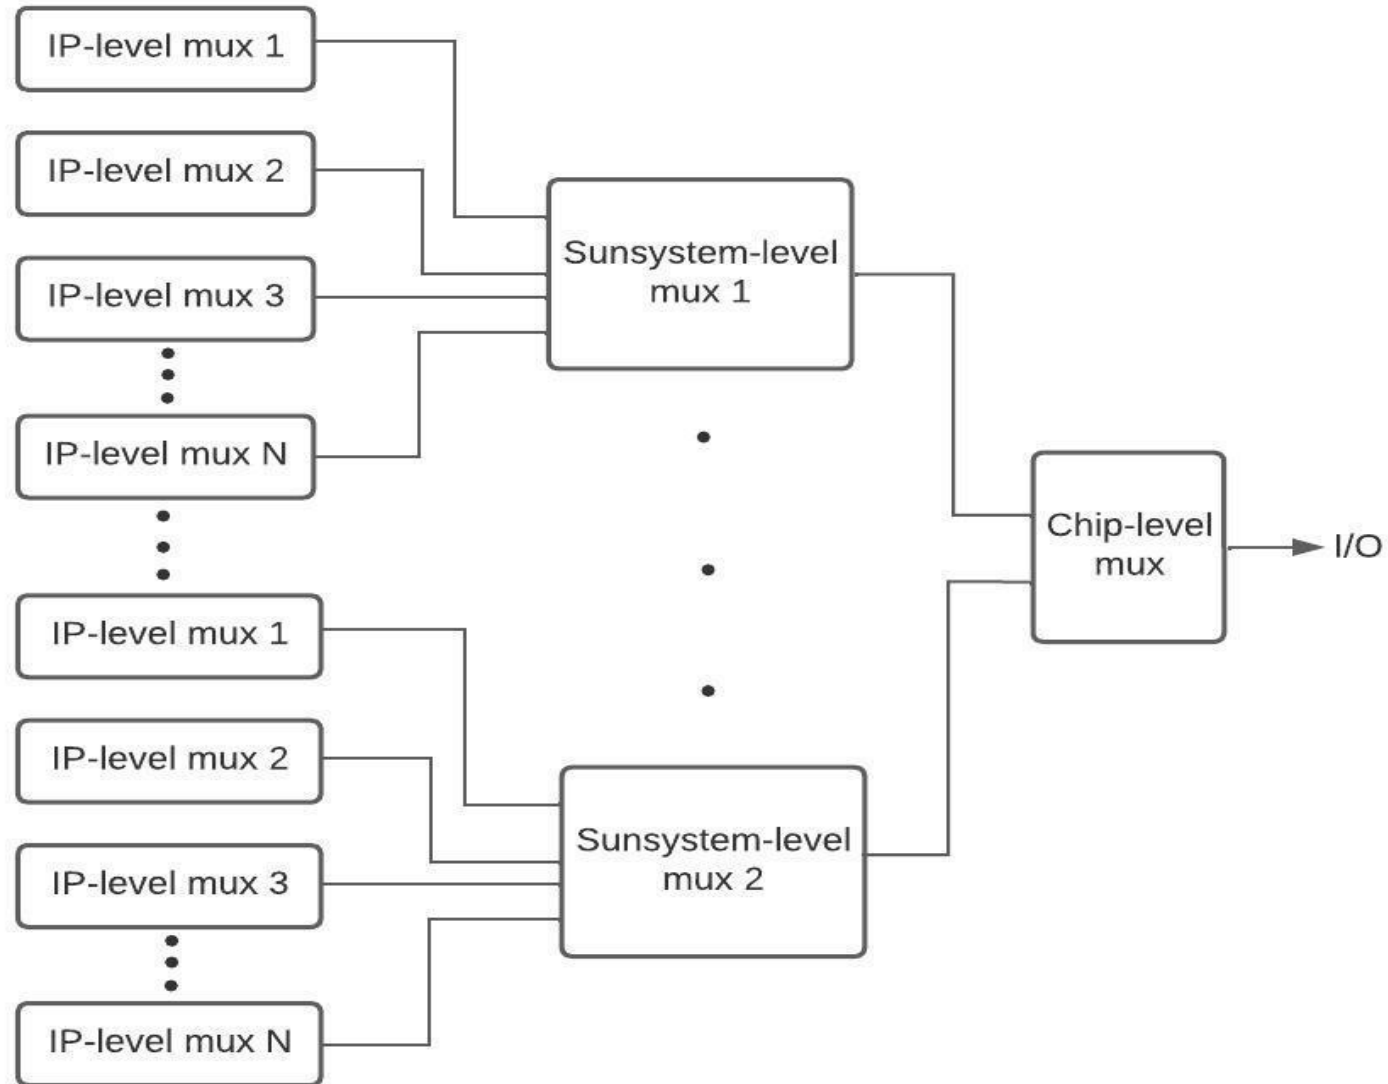 IP-level mux 1
IP-level mux 2
IP-level mux 3
IP-level mux N
Sunsystem-level
mux 1
IP-level mux 1
IP-level mux 2
IP-level mux 3
IP-level mux N
Sunsystem-level
mux 2
Chip-level
mux
I/O